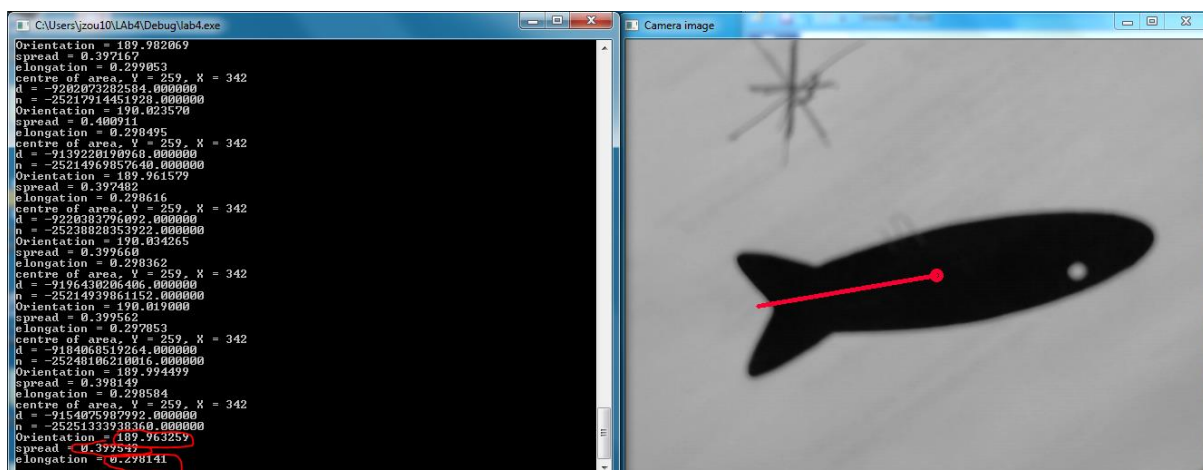 C:\Users\jzou10\LAb4\Debug\lab4.exe
Orientation = 189.982069
spread = 0.397167
elongation = 0.299053
centre of area, Y = 259, X = 342
d = -9202073282584.000000
n = -25217914451928.000000
Orientation = 190.023570
spread = 0.400911
elongation = 0.298495
centre of area, Y = 259, X = 342
d = -9139220190968.000000
n = -25214969857640.000000
Orientation = 189.961579
spread = 0.397482
elongation = 0.298616
centre of area, Y = 259, X = 342
d = -9220383796092.000000
n = -25238828353922.000000
Orientation = 190.034265
spread = 0.399660
elongation = 0.298362
centre of area, Y = 259, X = 342
d = -9196430206406.000000
n = -25214939861152.000000
Orientation = 190.019000
spread = 0.399562
elongation = 0.297853
centre of area, Y = 259, X = 342
d = -9184068519264.000000
n = -25248106210016.000000
Orientation = 189.994499
spread = 0.398149
elongation = 0.298584
centre of area, Y = 259, X = 342
d = -9154075987992.000000
n = -25251333938360.000000
Orientation = 189.963259
spread = 0.399549
elongation = 0.298141
Camera image